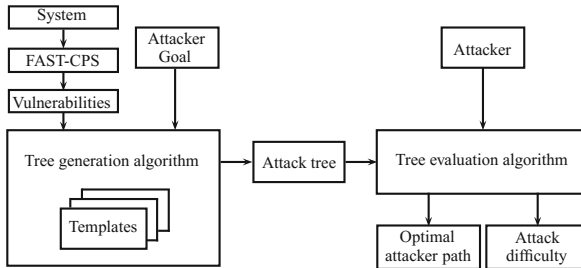 System
FAST-CPS
Vulnerabilities
Attacker
Goal
Attacker
Tree generation algorithm
Templates
Attack tree
Tree evaluation algorithm
Optimal
attacker path
Attack
difficulty